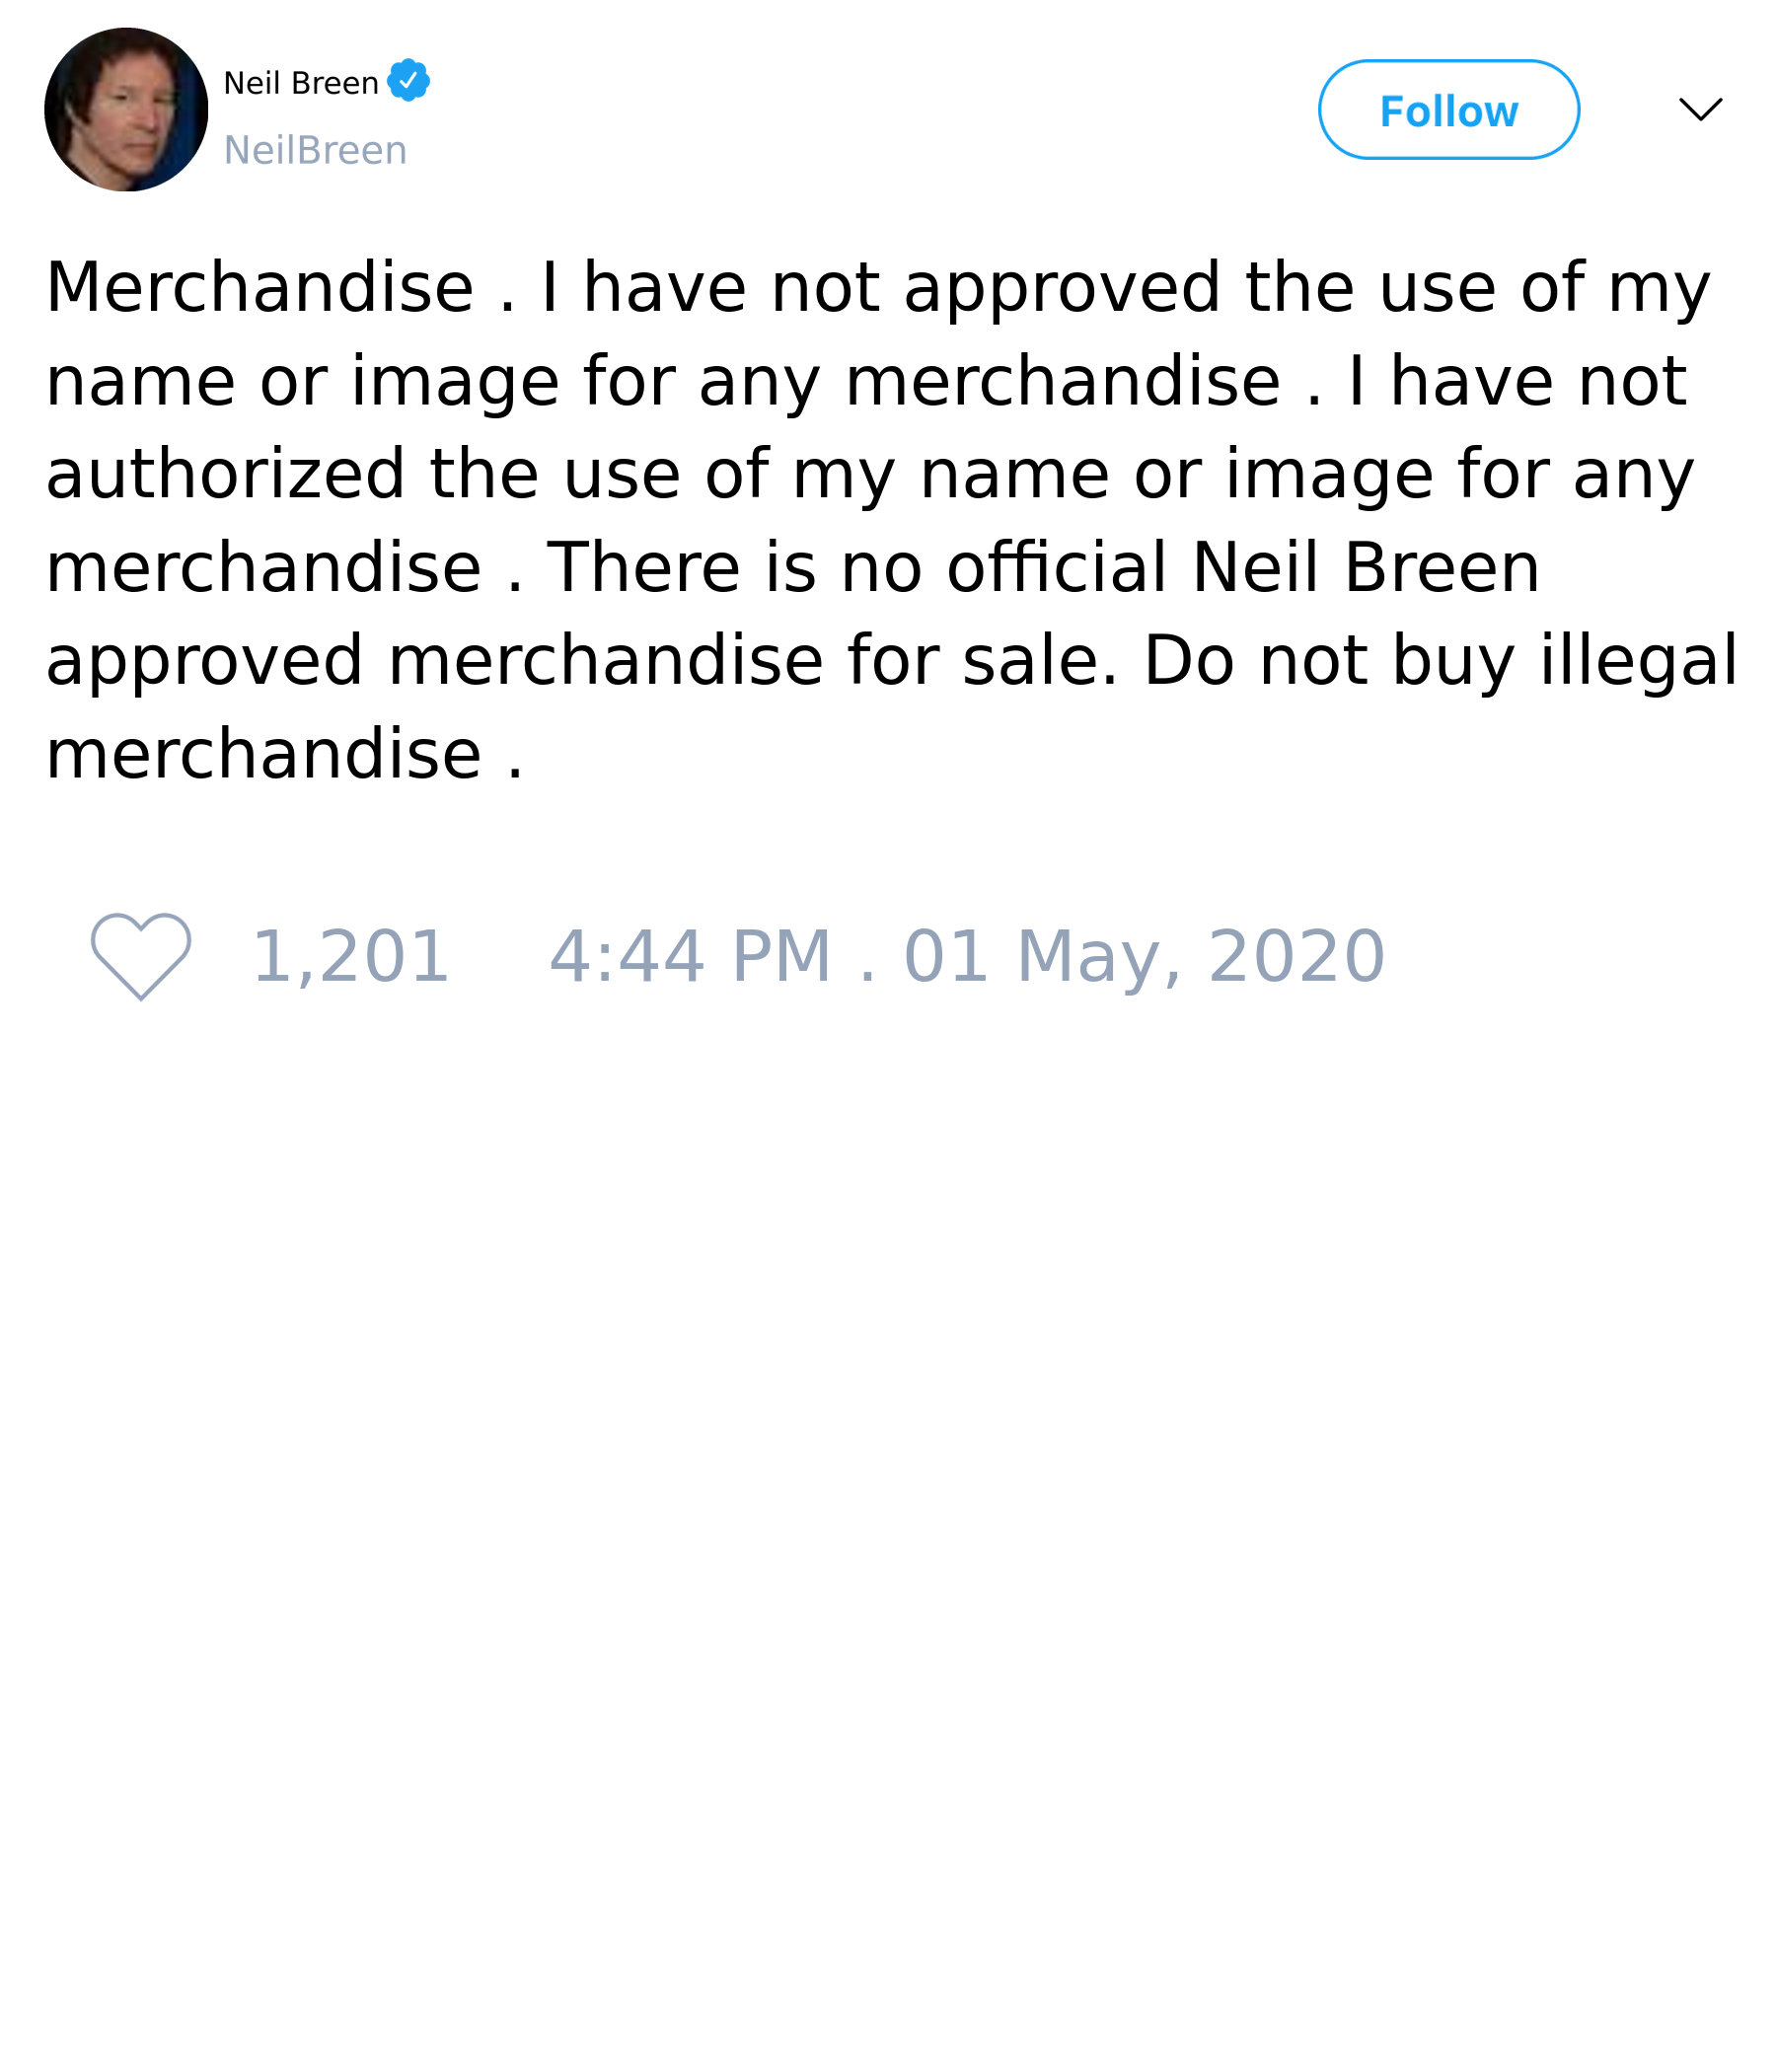 Neil Breen
NeilBreen
Follow
Merchandise . I have not approved the use of my
name or image for any merchandise . I have not
authorized the use of my name or image for any
merchandise . There is no official Neil Breen
approved merchandise for sale. Do not buy illegal
merchandise .
1,201 4:44 PM . 01 May, 2020